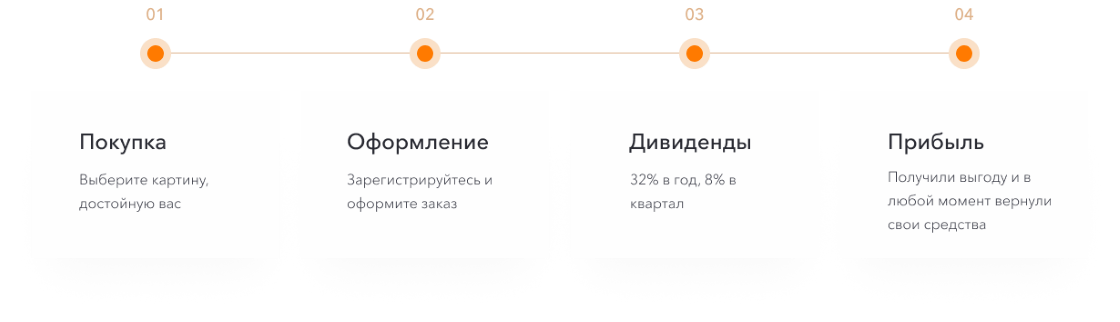 01
02
03
04
Покупка
Выберите картину,
достойную вас
Оформление
Зарегистрируйтесь и
оформите заказ
Дивиденды
32% в год, 8% в
квартал
Прибыль
Получили выгоду и в
любой момент вернули
свои средства